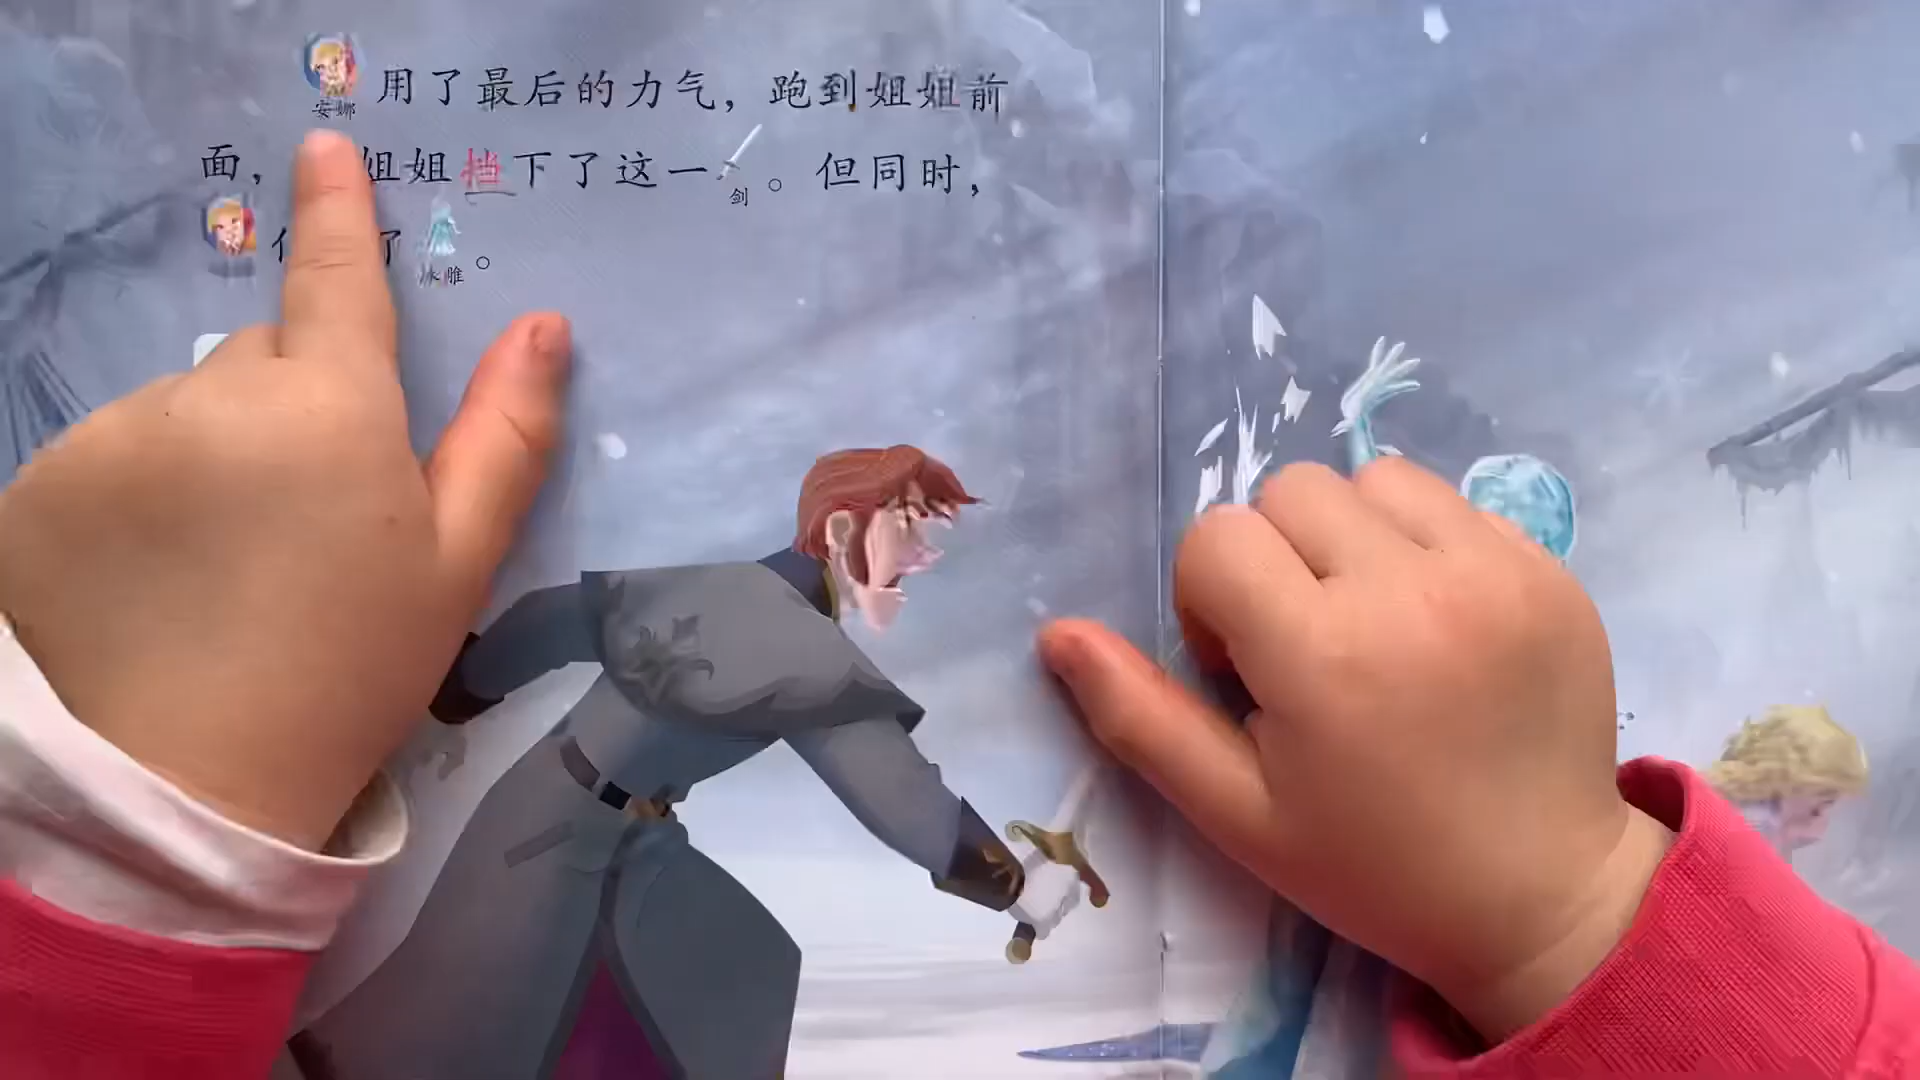 安娜 用了最后的力气，跑到姐姐前
面，姐姐挡下了这一 剑 。但同时，
了 冰雕 。